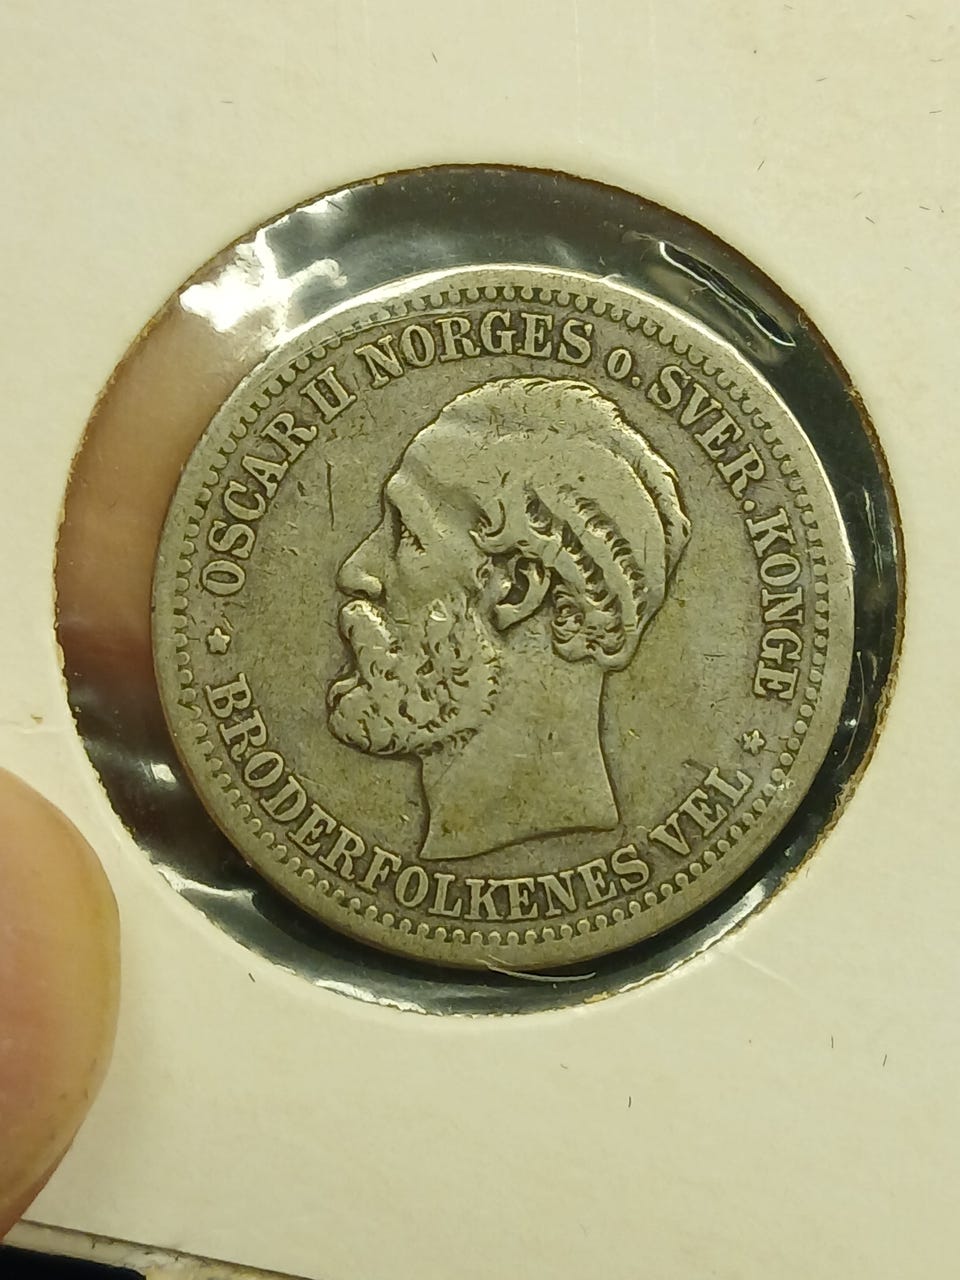 OSCAR II NORGES O. SVER. KONGE
BRODERFOLKENES VEL